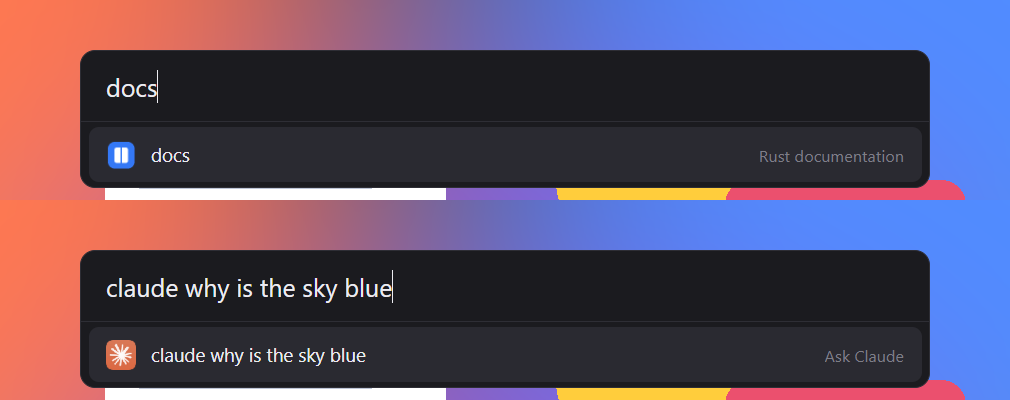 docs
docs Rust documentation
claude why is the sky blue
claude why is the sky blue Ask Claude